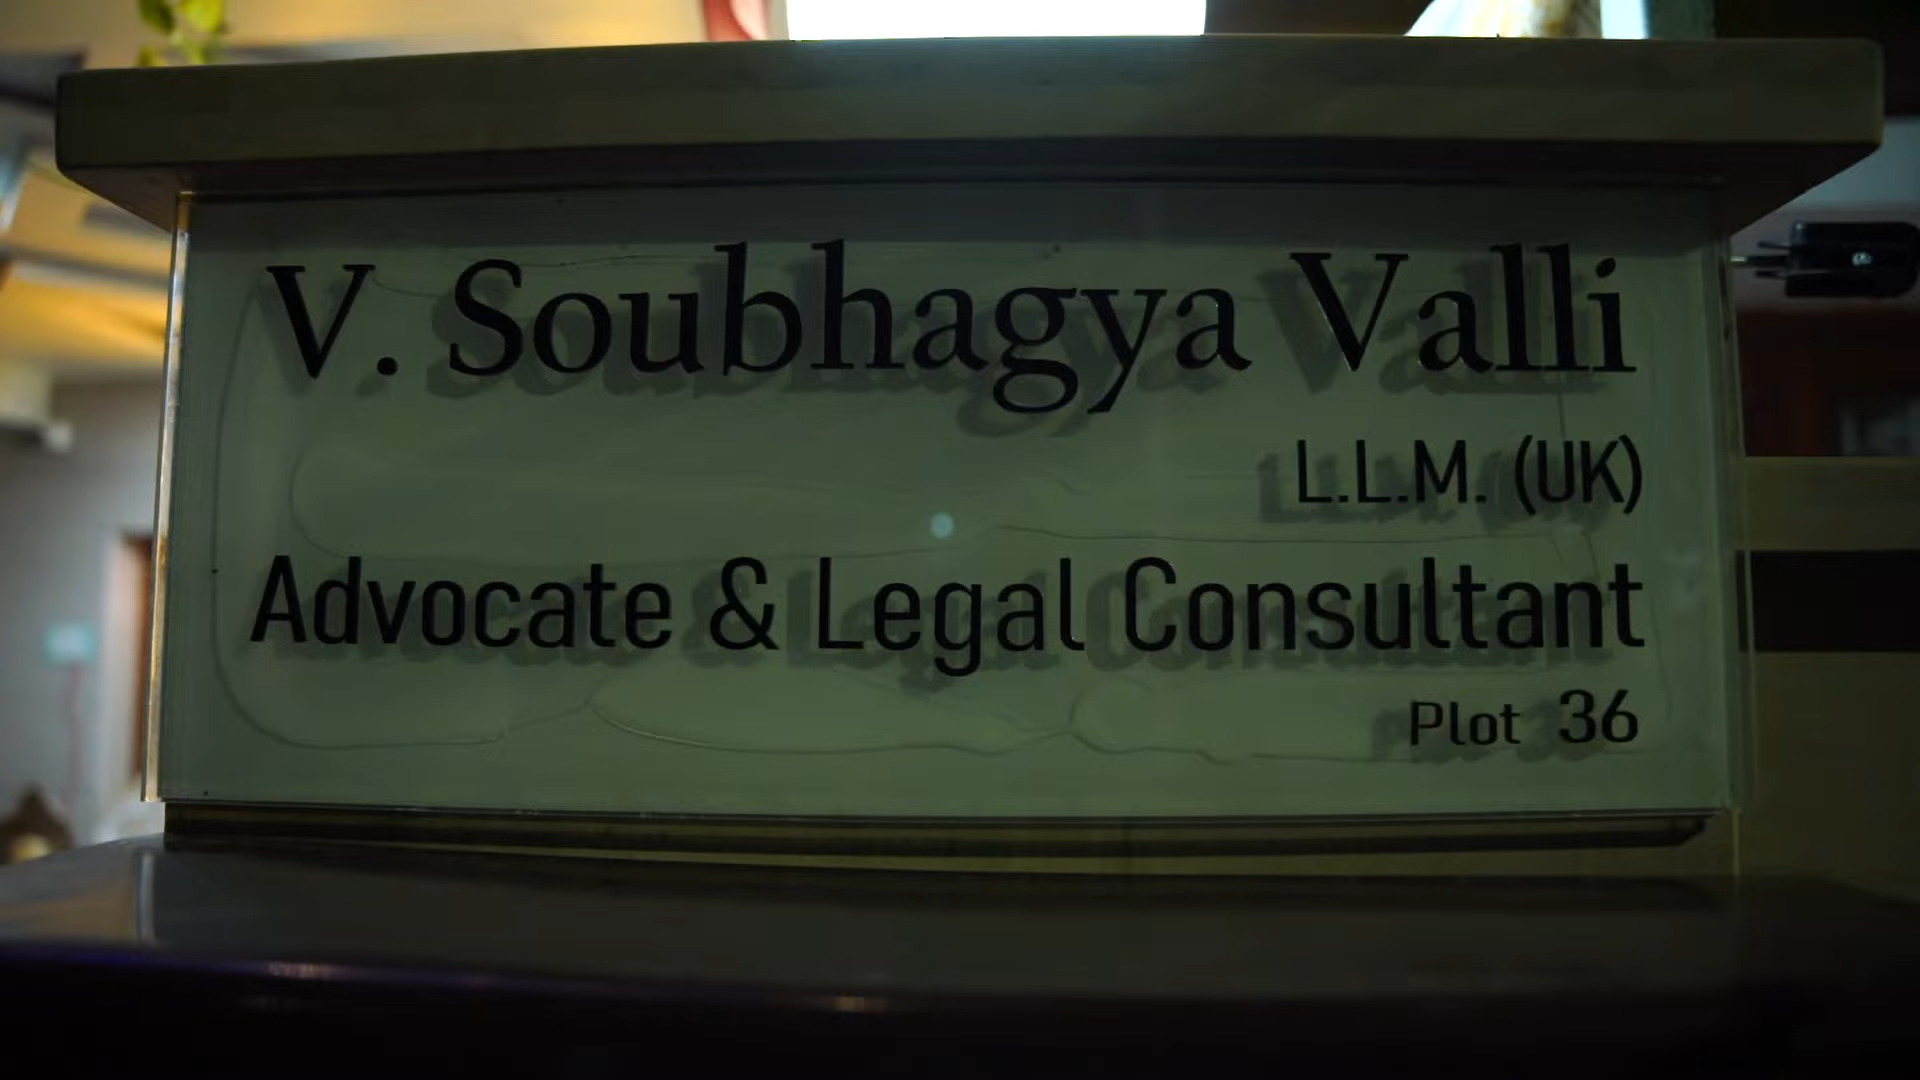 V. Soubhagya Valli
L.L.M. (UK)
Advocate & Legal Consultant
Plot 36